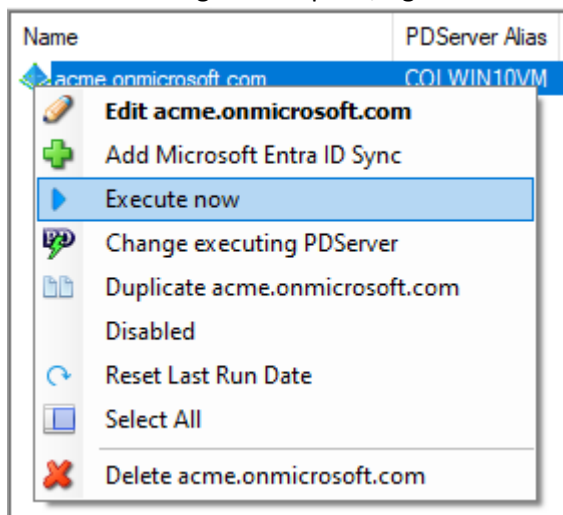 Name PDServer Alias
acme.onmicrosoft.com COLWIN10VM
Edit acme.onmicrosoft.com
Add Microsoft Entra ID Sync
Execute now
Change executing PDServer
Duplicate acme.onmicrosoft.com
Disabled
Reset Last Run Date
Select All
Delete acme.onmicrosoft.com